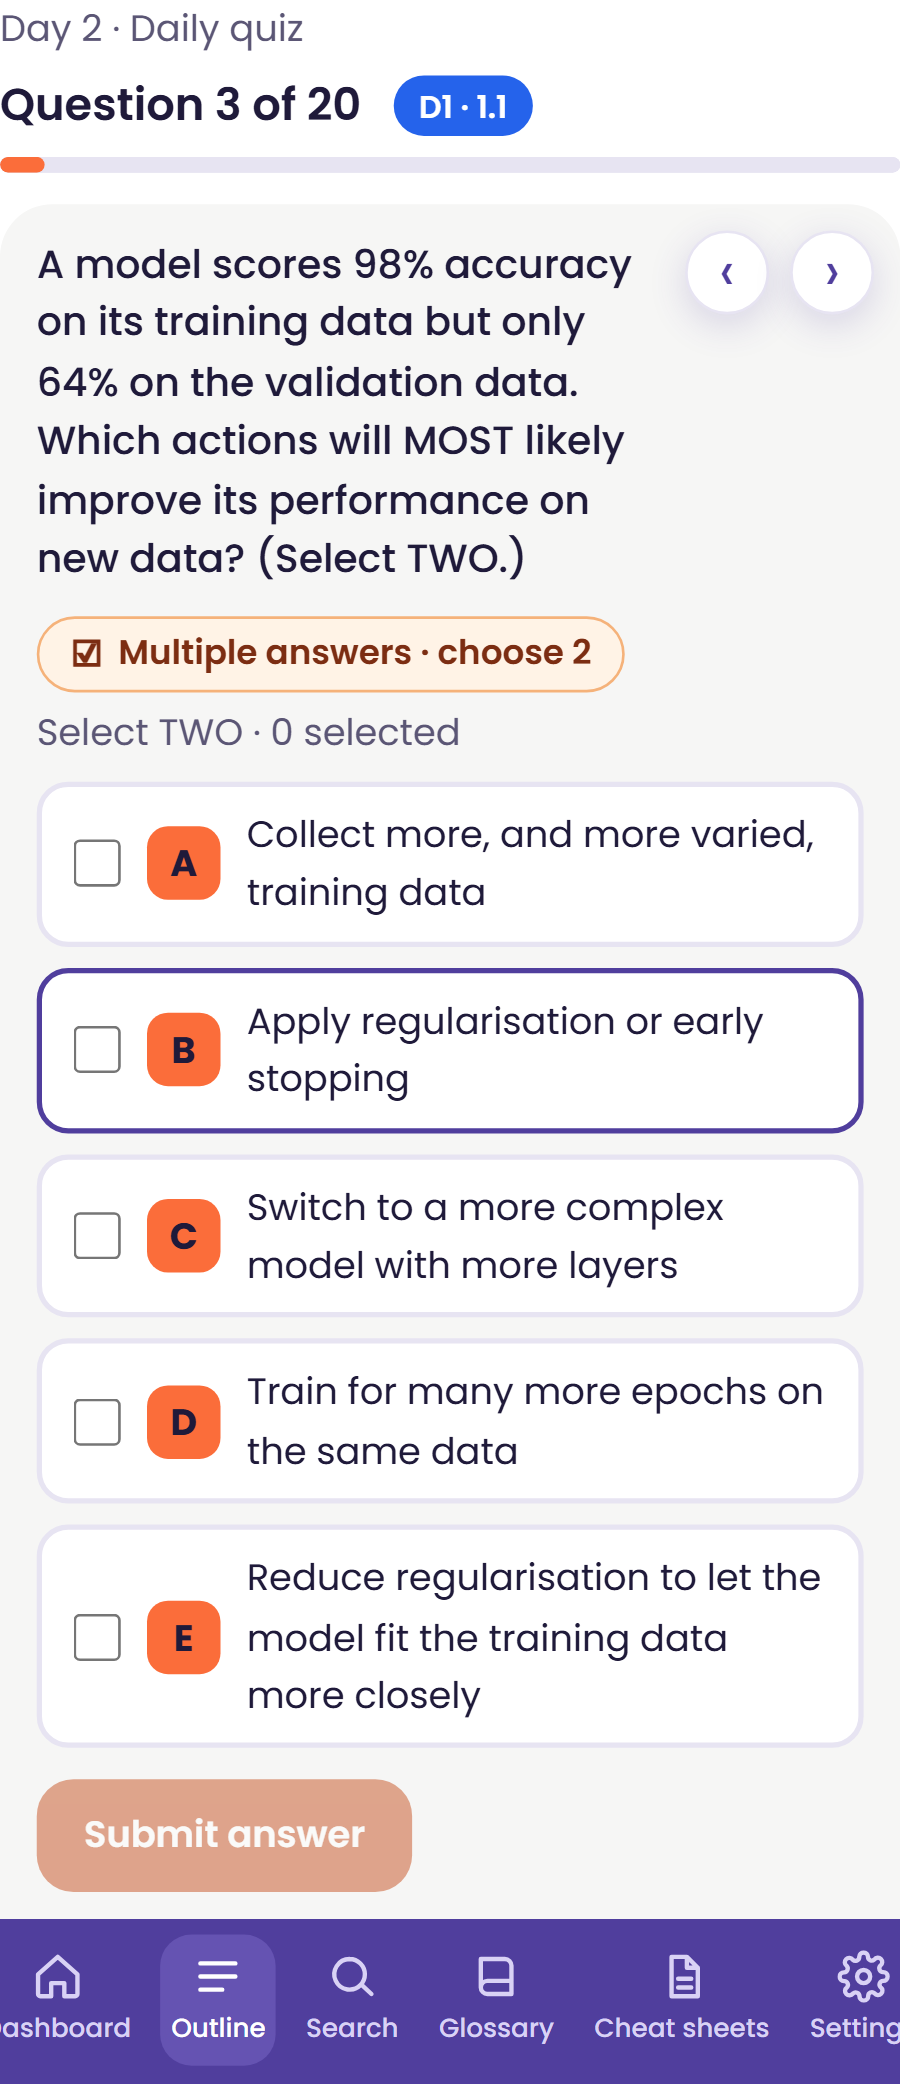 Day 2 · Daily quiz
Question 3 of 20
D1 · 1.1
A model scores 98% accuracy
on its training data but only
64% on the validation data.
Which actions will MOST likely
improve its performance on
new data? (Select TWO.)
‹ ›
☑ Multiple answers · choose 2
Select TWO · 0 selected
A Collect more, and more varied,
training data
B Apply regularisation or early
stopping
C Switch to a more complex
model with more layers
D Train for many more epochs on
the same data
E Reduce regularisation to let the
model fit the training data
more closely
Submit answer
ashboard Outline Search Glossary Cheat sheets Setting